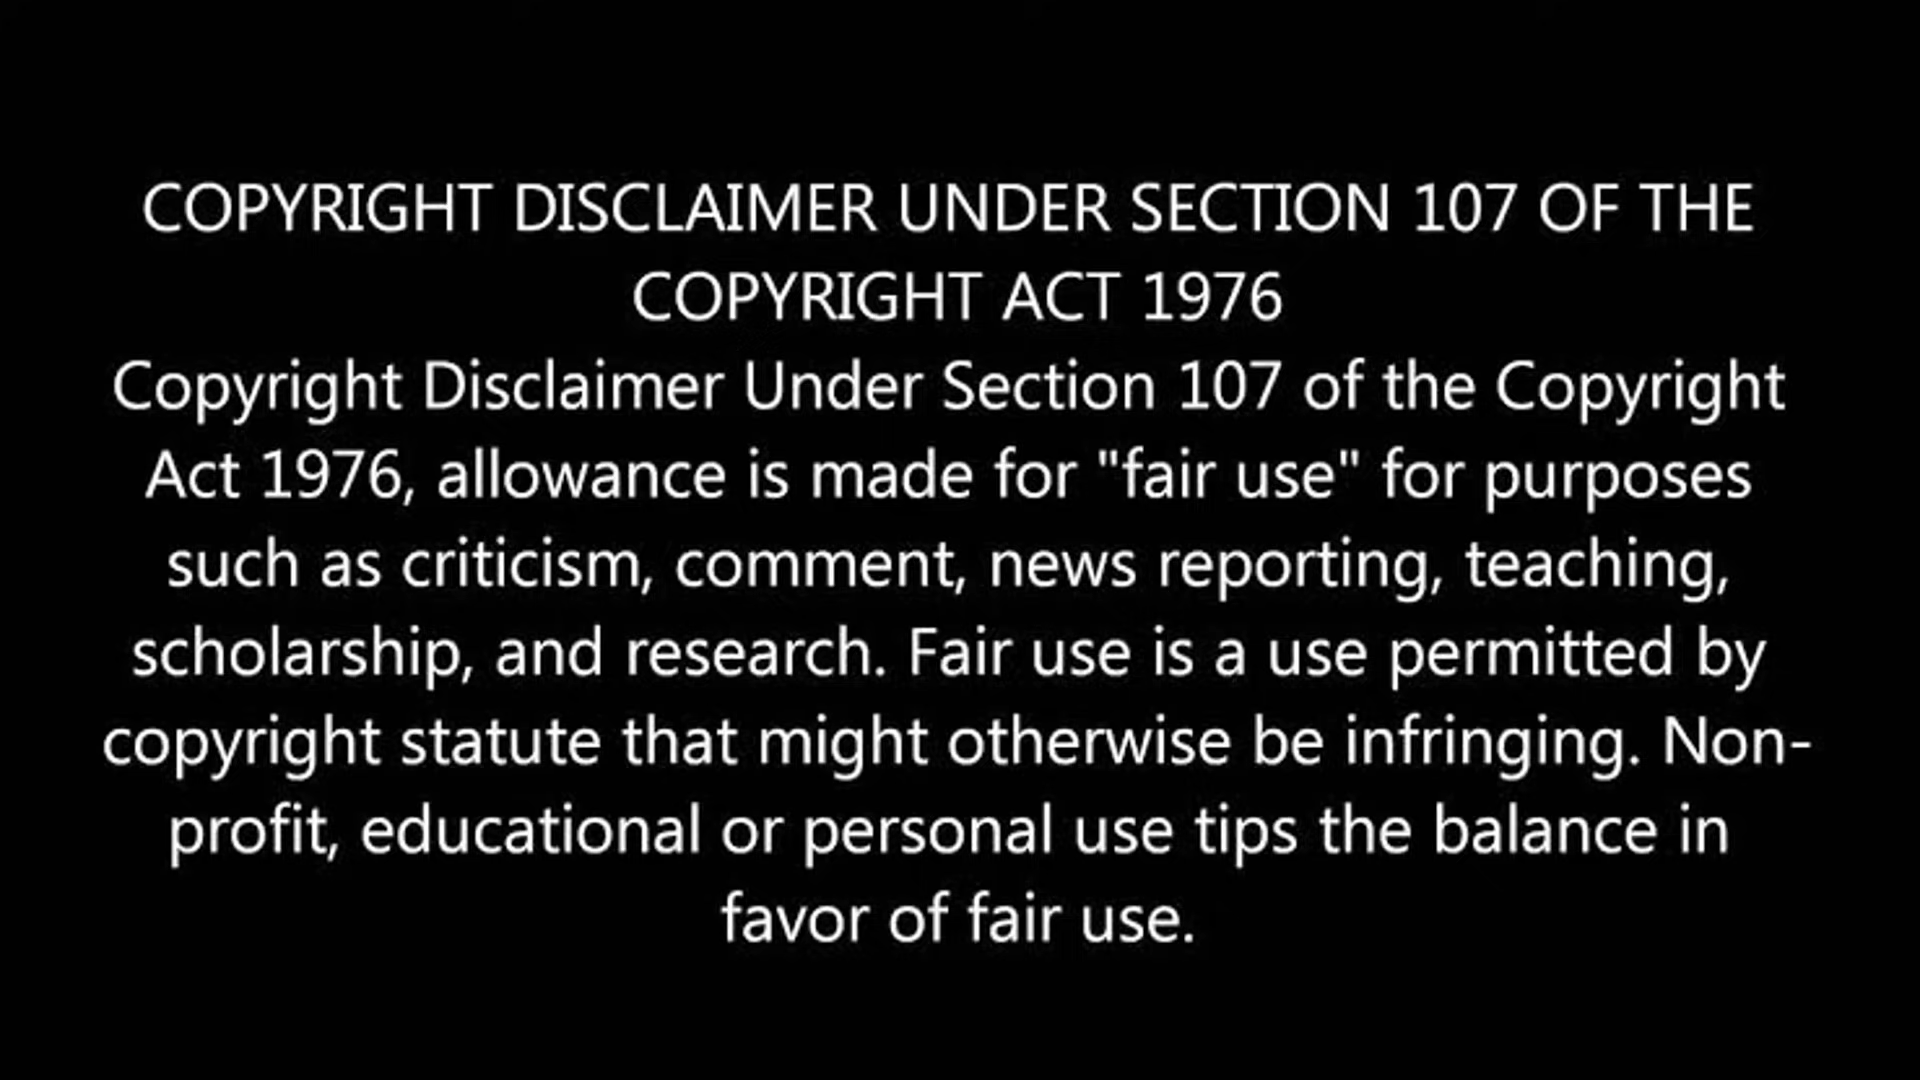 COPYRIGHT DISCLAIMER UNDER SECTION 107 OF THE
COPYRIGHT ACT 1976
Copyright Disclaimer Under Section 107 of the Copyright
Act 1976, allowance is made for "fair use" for purposes
such as criticism, comment, news reporting, teaching,
scholarship, and research. Fair use is a use permitted by
copyright statute that might otherwise be infringing. Non-
profit, educational or personal use tips the balance in
favor of fair use.